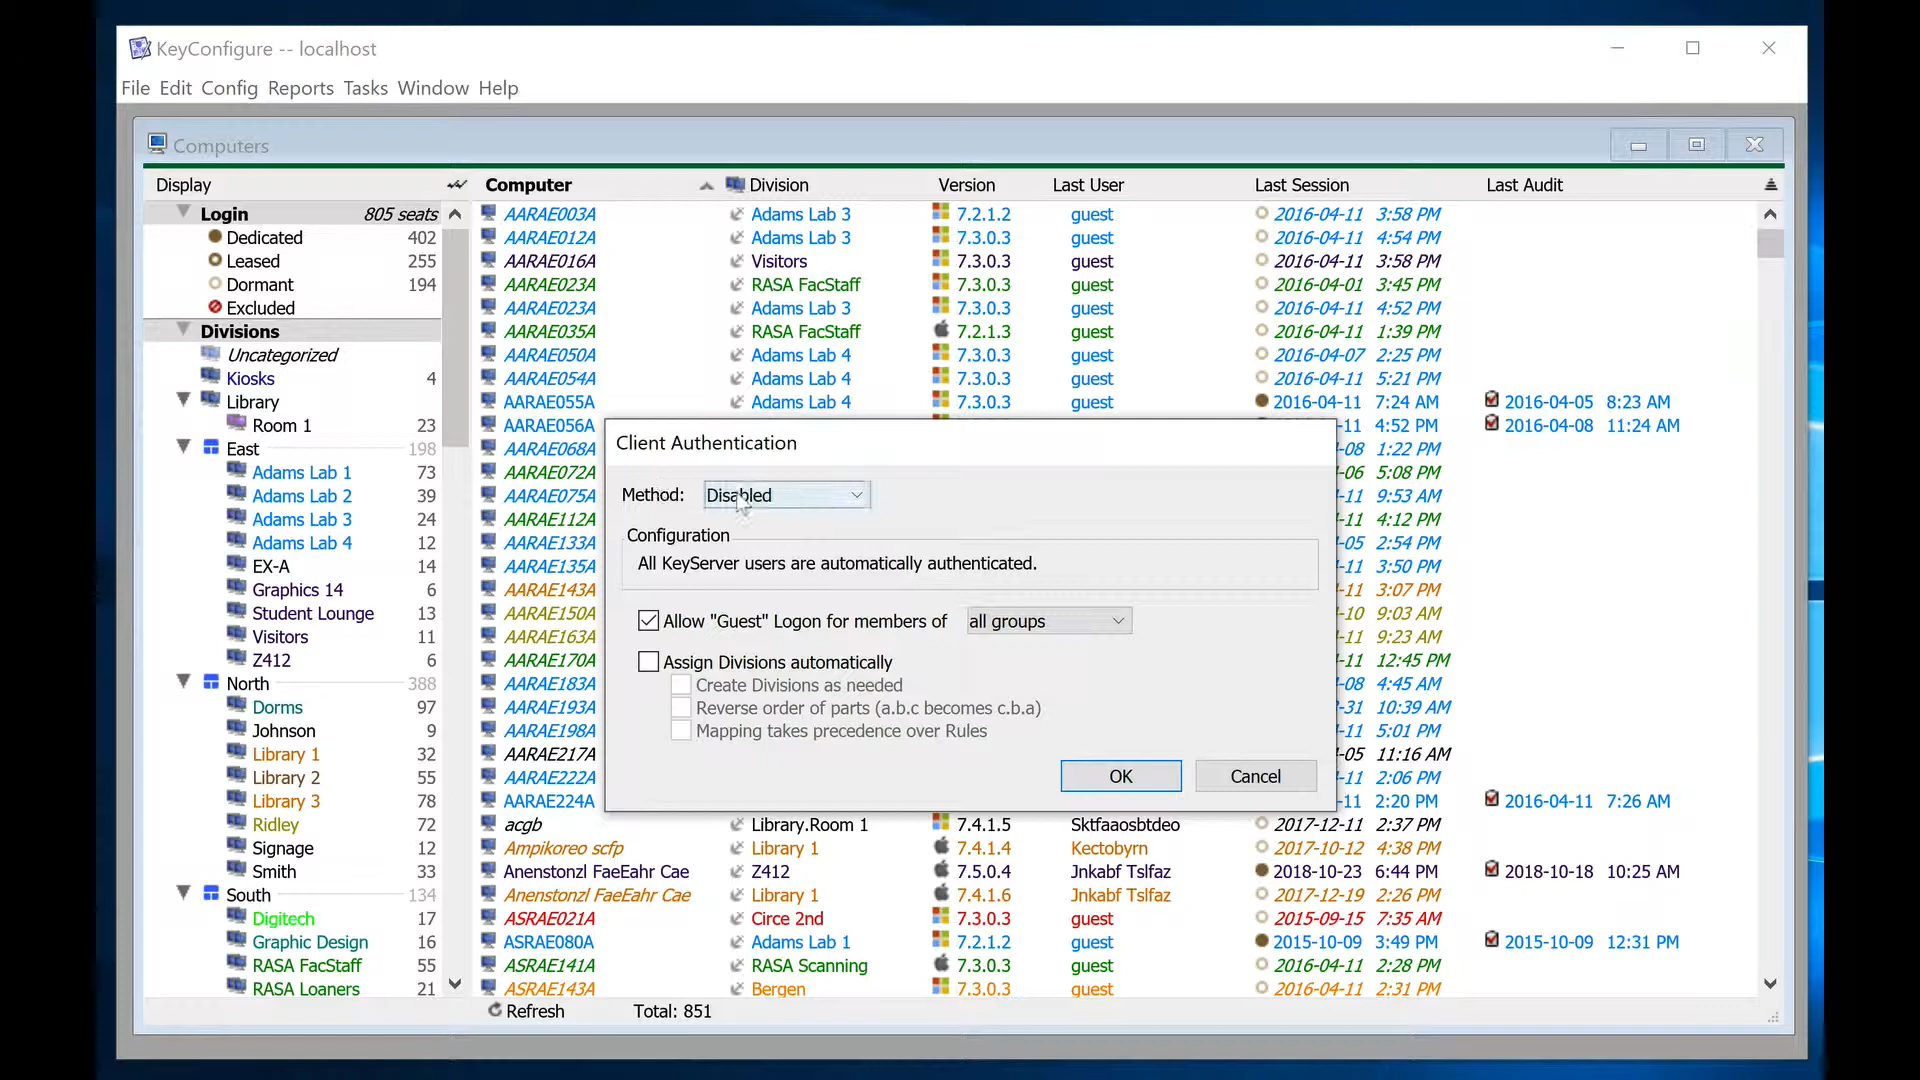 KeyConfigure -- localhost
File Edit Config Reports Tasks Window Help
Computers
Display Computer Division Version Last User Last Session Last Audit
Login 805 seats
Dedicated 402
Leased 255
Dormant 194
Excluded
Divisions
Uncategorized
Kiosks 4
Library
Room 1 23
East 198
Adams Lab 1 73
Adams Lab 2 39
Adams Lab 3 24
Adams Lab 4 12
EX-A 14
Graphics 14 6
Student Lounge 13
Visitors 11
Z412 6
North 388
Dorms 97
Johnson 9
Library 1 32
Library 2 55
Library 3 78
Ridley 72
Signage 12
Smith 33
South 134
Digitech 17
Graphic Design 16
RASA FacStaff 55
RASA Loaners 21
AARAE003A Adams Lab 3 7.2.1.2 guest 2016-04-11 3:58 PM
AARAE012A Adams Lab 3 7.3.0.3 guest 2016-04-11 4:54 PM
AARAE016A Visitors 7.3.0.3 guest 2016-04-11 3:58 PM
AARAE023A RASA FacStaff 7.3.0.3 guest 2016-04-01 3:45 PM
AARAE023A Adams Lab 3 7.3.0.3 guest 2016-04-11 4:52 PM
AARAE035A RASA FacStaff 7.2.1.3 guest 2016-04-11 1:39 PM
AARAE050A Adams Lab 4 7.3.0.3 guest 2016-04-07 2:25 PM
AARAE054A Adams Lab 4 7.3.0.3 guest 2016-04-11 5:21 PM
AARAE055A Adams Lab 4 7.3.0.3 guest 2016-04-11 7:24 AM 2016-04-05 8:23 AM
AARAE056A -11 4:52 PM 2016-04-08 11:24 AM
AARAE068A -08 1:22 PM
AARAE072A -06 5:08 PM
AARAE075A -11 9:53 AM
AARAE112A -11 4:12 PM
AARAE133A -05 2:54 PM
AARAE135A -11 3:50 PM
AARAE143A -11 3:07 PM
AARAE150A -10 9:03 AM
AARAE163A -11 9:23 AM
AARAE170A -11 12:45 PM
AARAE183A -08 4:45 AM
AARAE193A -31 10:39 AM
AARAE198A -11 5:01 PM
AARAE217A -05 11:16 AM
AARAE222A -11 2:06 PM
AARAE224A -11 2:20 PM 2016-04-11 7:26 AM
acgb Library.Room 1 7.4.1.5 Sktfaaosbtdeo 2017-12-11 2:37 PM
Ampikoreo scfp Library 1 7.4.1.4 Kectobyrn 2017-10-12 4:38 PM
Anenstonzl FaeEahr Cae Z412 7.5.0.4 Jnkabf Tslfaz 2018-10-23 6:44 PM 2018-10-18 10:25 AM
Anenstonzl FaeEahr Cae Library 1 7.4.1.6 Jnkabf Tslfaz 2017-12-19 2:26 PM
ASRAE021A Circe 2nd 7.3.0.3 guest 2015-09-15 7:35 AM
ASRAE080A Adams Lab 1 7.2.1.2 guest 2015-10-09 3:49 PM 2015-10-09 12:31 PM
ASRAE141A RASA Scanning 7.3.0.3 guest 2016-04-11 2:28 PM
ASRAE143A Bergen 7.3.0.3 guest 2016-04-11 2:31 PM
Client Authentication
Method: Disabled
Configuration
All KeyServer users are automatically authenticated.
Allow "Guest" Logon for members of all groups
Assign Divisions automatically
Create Divisions as needed
Reverse order of parts (a.b.c becomes c.b.a)
Mapping takes precedence over Rules
OK Cancel
Refresh Total: 851